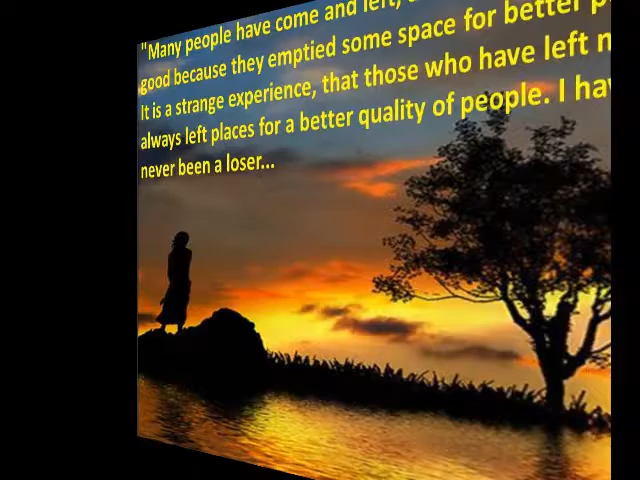 "Many people have come and left,
good because they emptied some space for better
It is a strange experience, that those who have left
always left places for a better quality of people. I
never been a loser...